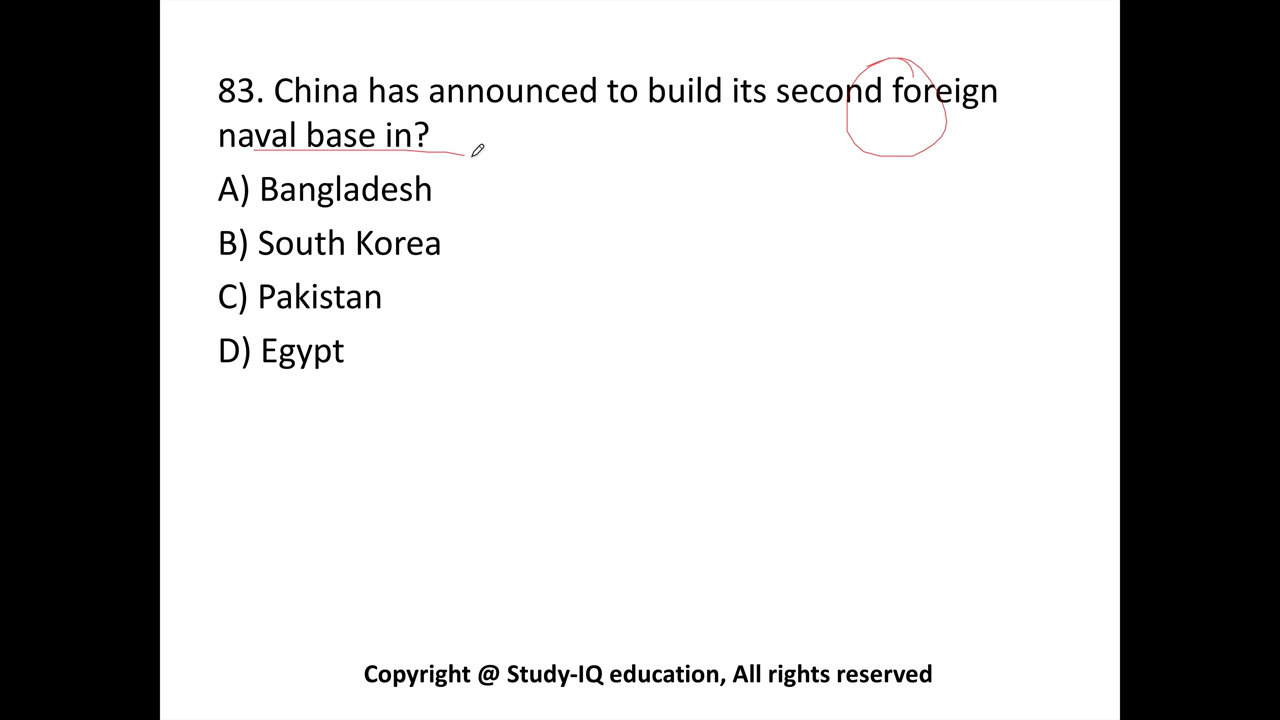 83. China has announced to build its second foreign
naval base in?
A) Bangladesh
B) South Korea
C) Pakistan
D) Egypt
Copyright @ Study-IQ education, All rights reserved